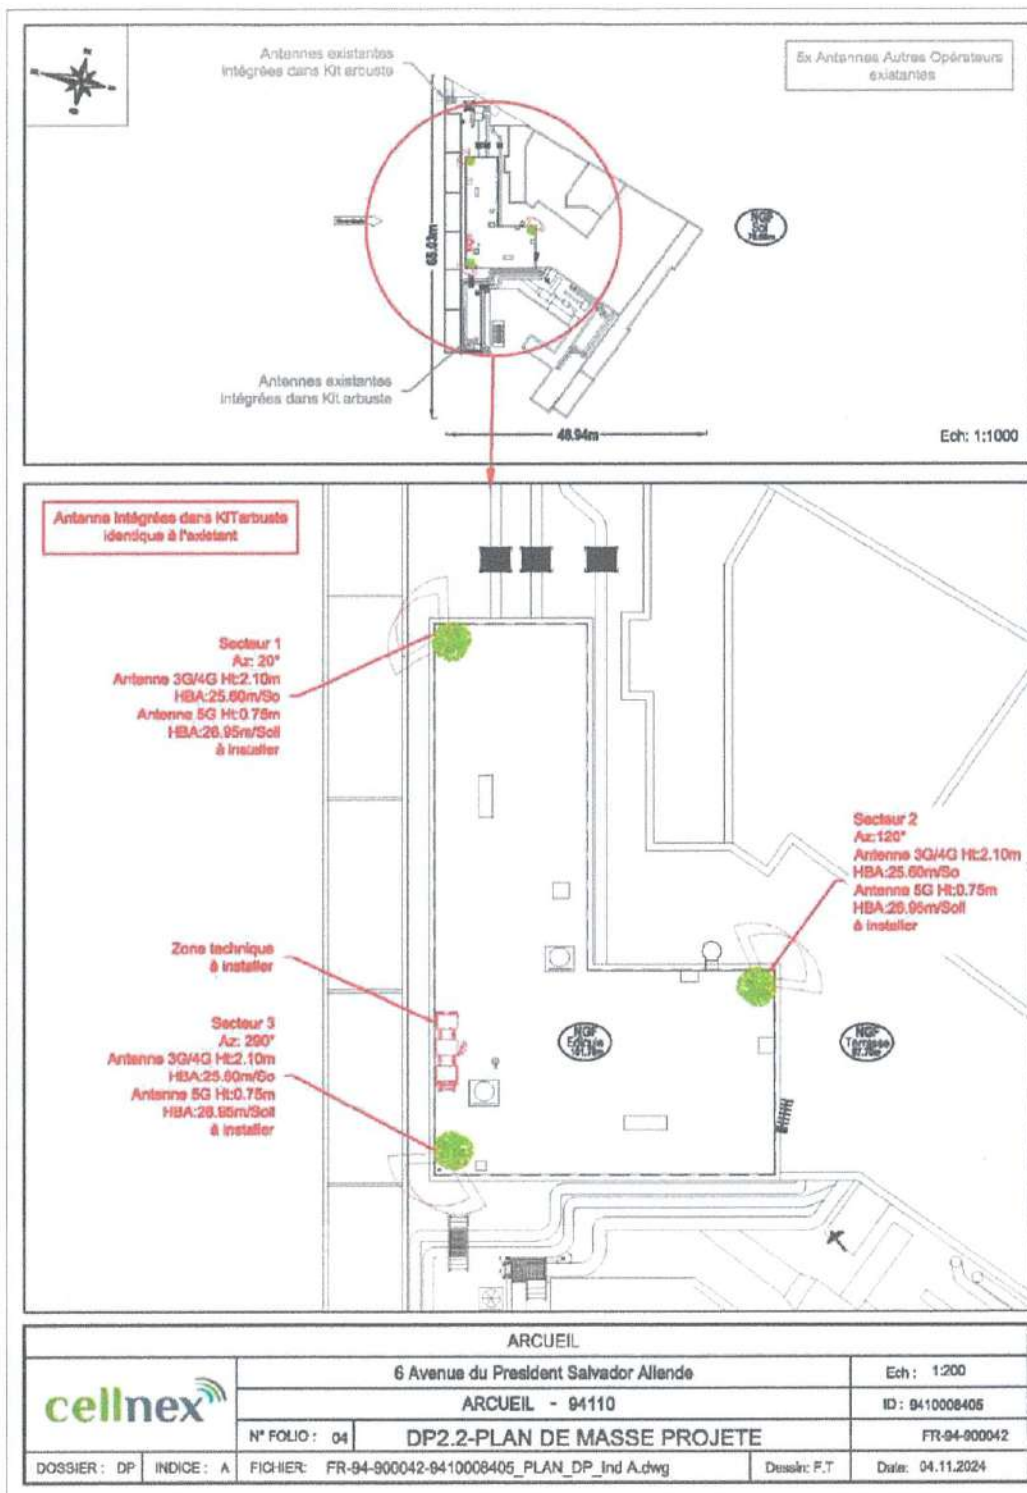 Antennes existantes
intégrées dans Kit arbuste
5x Antennes Autres Opérateurs
existantes
NGF
65.03m
Antennes existantes
intégrées dans Kit arbuste
48.94m
Ech: 1:1000
Antenne intégrées dans KITarbuste
identique à l'existant
Secteur 1
Az: 20°
Antenne 3G/4G Ht:2.10m
HBA:25.60m/So
Antenne 5G Ht:0.75m
HBA:26.95m/Soll
à installer
Secteur 2
Az:120°
Antenne 3G/4G Ht:2.10m
HBA:25.60m/So
Antenne 5G Ht:0.75m
HBA:26.95m/Soll
à installer
Zone technique
à installer
Secteur 3
Az: 290°
Antenne 3G/4G Ht:2.10m
HBA:25.60m/So
Antenne 5G Ht:0.75m
HBA:26.95m/Soll
à installer
NGF
Edicule
NGF
Terrasse
ARCUEIL
cellnex
6 Avenue du President Salvador Allende
Ech : 1:200
ARCUEIL - 94110
ID : 9410008405
N° FOLIO : 04
DP2.2-PLAN DE MASSE PROJETE
FR-94-900042
DOSSIER : DP
INDICE : A
FICHIER: FR-94-900042-9410008405_PLAN_DP_Ind A.dwg
Dessin: F.T
Date: 04.11.2024